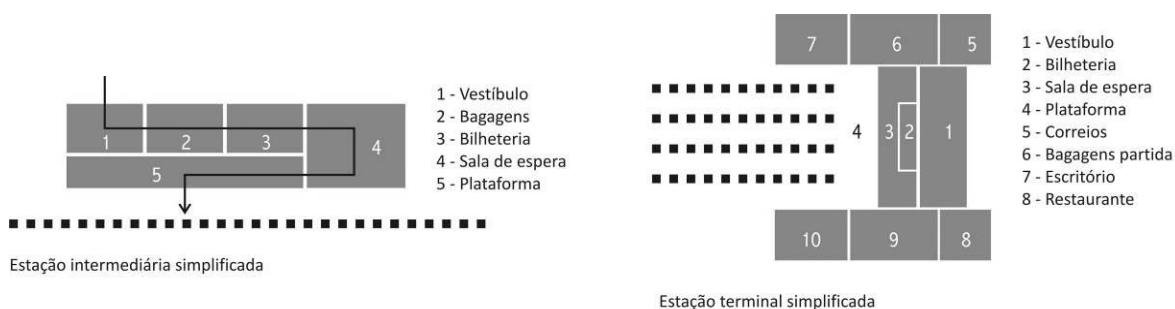 1
2
3
4
5
1 - Vestíbulo
2 - Bagagens
3 - Bilheteria
4 - Sala de espera
5 - Plataforma
Estação intermediária simplificada
7
6
5
4
3
2
1
10
9
8
1 - Vestíbulo
2 - Bilheteria
3 - Sala de espera
4 - Plataforma
5 - Correios
6 - Bagagens partida
7 - Escritório
8 - Restaurante
Estação terminal simplificada